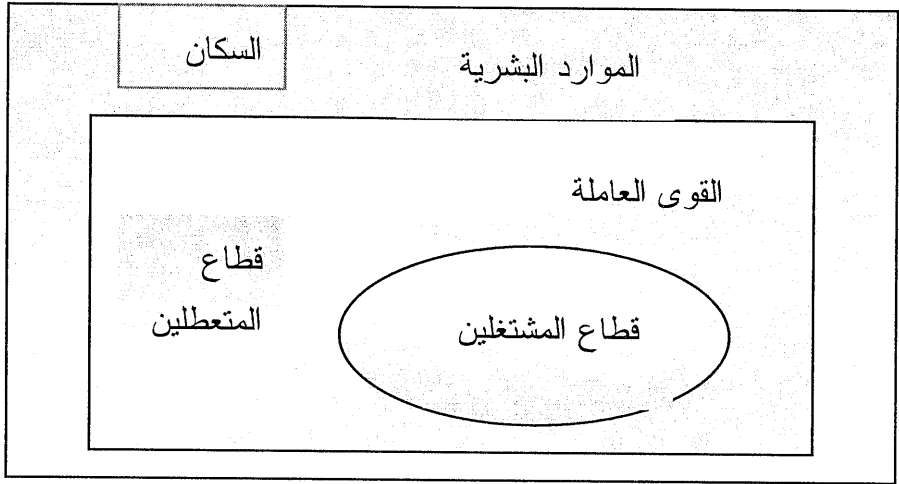 السكان
الموارد البشرية
القوى العاملة
قطاع
المتعطلين
قطاع المشتغلين